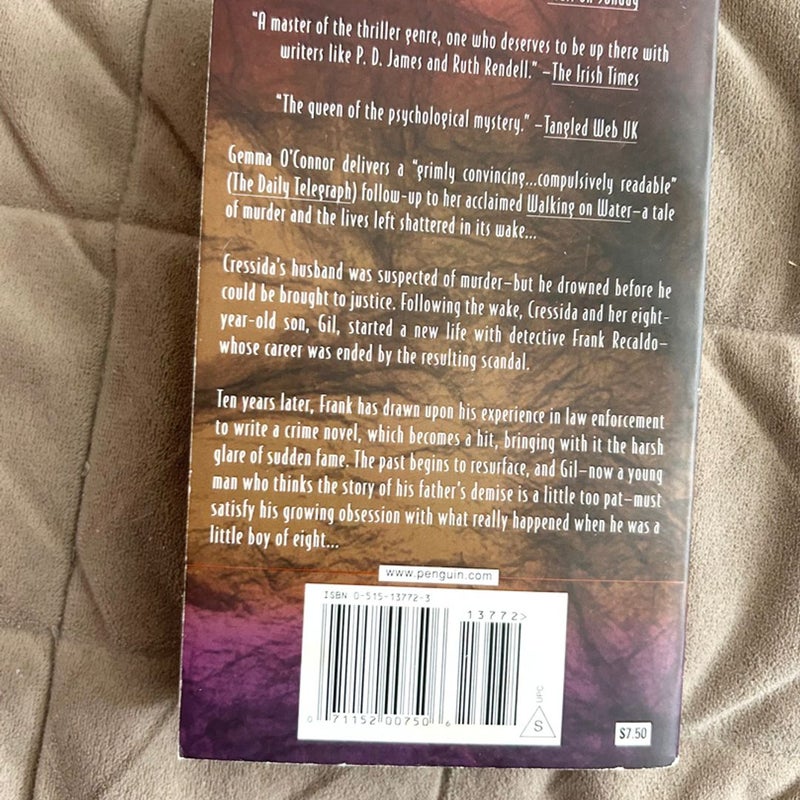 on Sunday
"A master of the thriller genre, one who deserves to be up there with
writers like P. D. James and Ruth Rendell." –The Irish Times
"The queen of the psychological mystery." –Tangled Web UK
Gemma O'Connor delivers a "grimly convincing...compulsively readable"
(The Daily Telegraph) follow-up to her acclaimed Walking on Water–a tale
of murder and the lives left shattered in its wake...
Cressida's husband was suspected of murder–but he drowned before he
could be brought to justice. Following the wake, Cressida and her eight-
year-old son, Gil, started a new life with detective Frank Recaldo–
whose career was ended by the resulting scandal.
Ten years later, Frank has drawn upon his experience in law enforcement
to write a crime novel, which becomes a hit, bringing with it the harsh
glare of sudden fame. The past begins to resurface, and Gil–now a young
man who thinks the story of his father's demise is a little too pat–must
satisfy his growing obsession with what really happened when he was a
little boy of eight...
www.penguin.com
ISBN 0-515-13772-3
13772>
0 71152 00750 6
UPC
S
$7.50